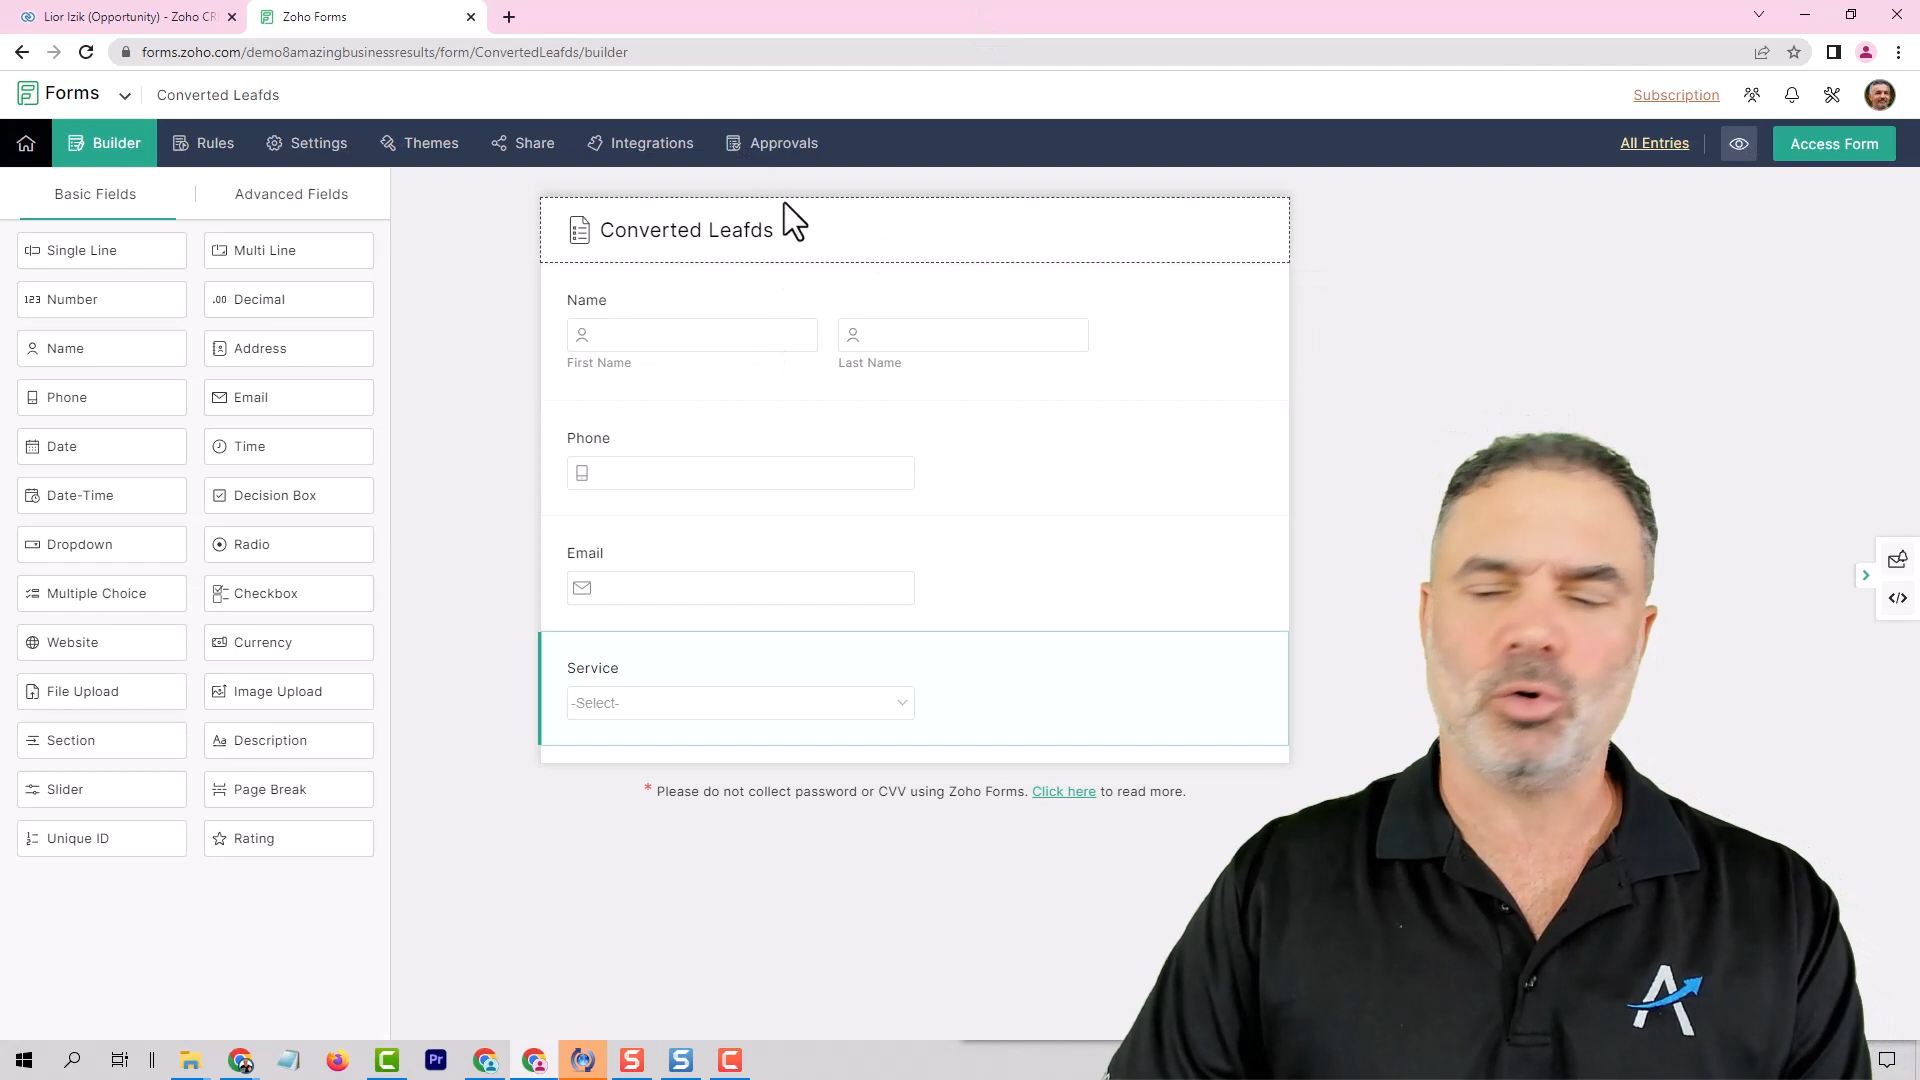 Lior Izik (Opportunity) - Zoho CR
Zoho Forms
forms.zoho.com/demo8amazingbusinessresults/form/ConvertedLeafds/builder
Forms
Converted Leafds
Subscription
Builder
Rules
Settings
Themes
Share
Integrations
Approvals
All Entries
Access Form
Basic Fields
Advanced Fields
Single Line
Multi Line
123 Number
.00 Decimal
Name
Address
Phone
Email
Date
Time
Date-Time
Decision Box
Dropdown
Radio
Multiple Choice
Checkbox
Website
Currency
File Upload
Image Upload
Section
Aa Description
Slider
Page Break
Unique ID
Rating
Converted Leafds
Name
First Name
Last Name
Phone
Email
Service
-Select-
* Please do not collect password or CVV using Zoho Forms. Click here to read more.
</>
Pr
S
S
C